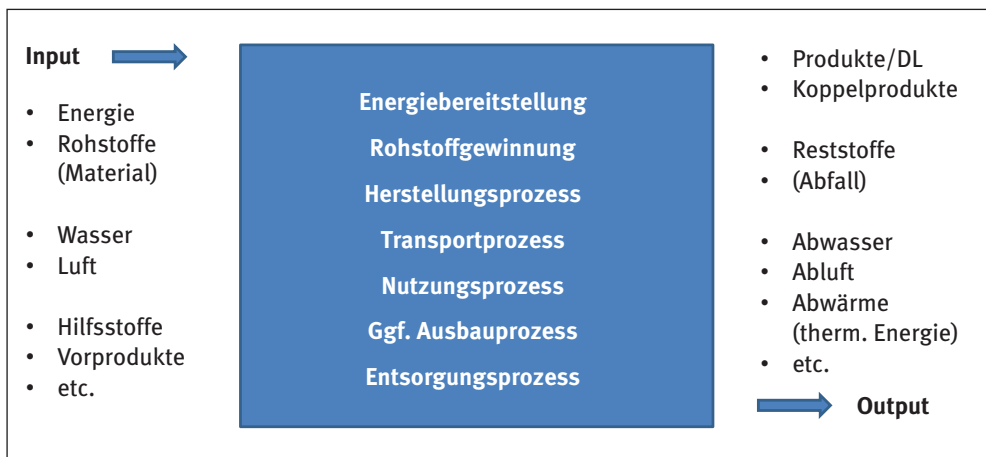 Input
• Energie
• Rohstoffe
(Material)
• Wasser
• Luft
• Hilfsstoffe
• Vorprodukte
• etc.
Energiebereitstellung
Rohstoffgewinnung
Herstellungsprozess
Transportprozess
Nutzungsprozess
Ggf. Ausbauprozess
Entsorgungsprozess
• Produkte/DL
• Koppelprodukte
• Reststoffe
• (Abfall)
• Abwasser
• Abluft
• Abwärme
(therm. Energie)
• etc.
Output